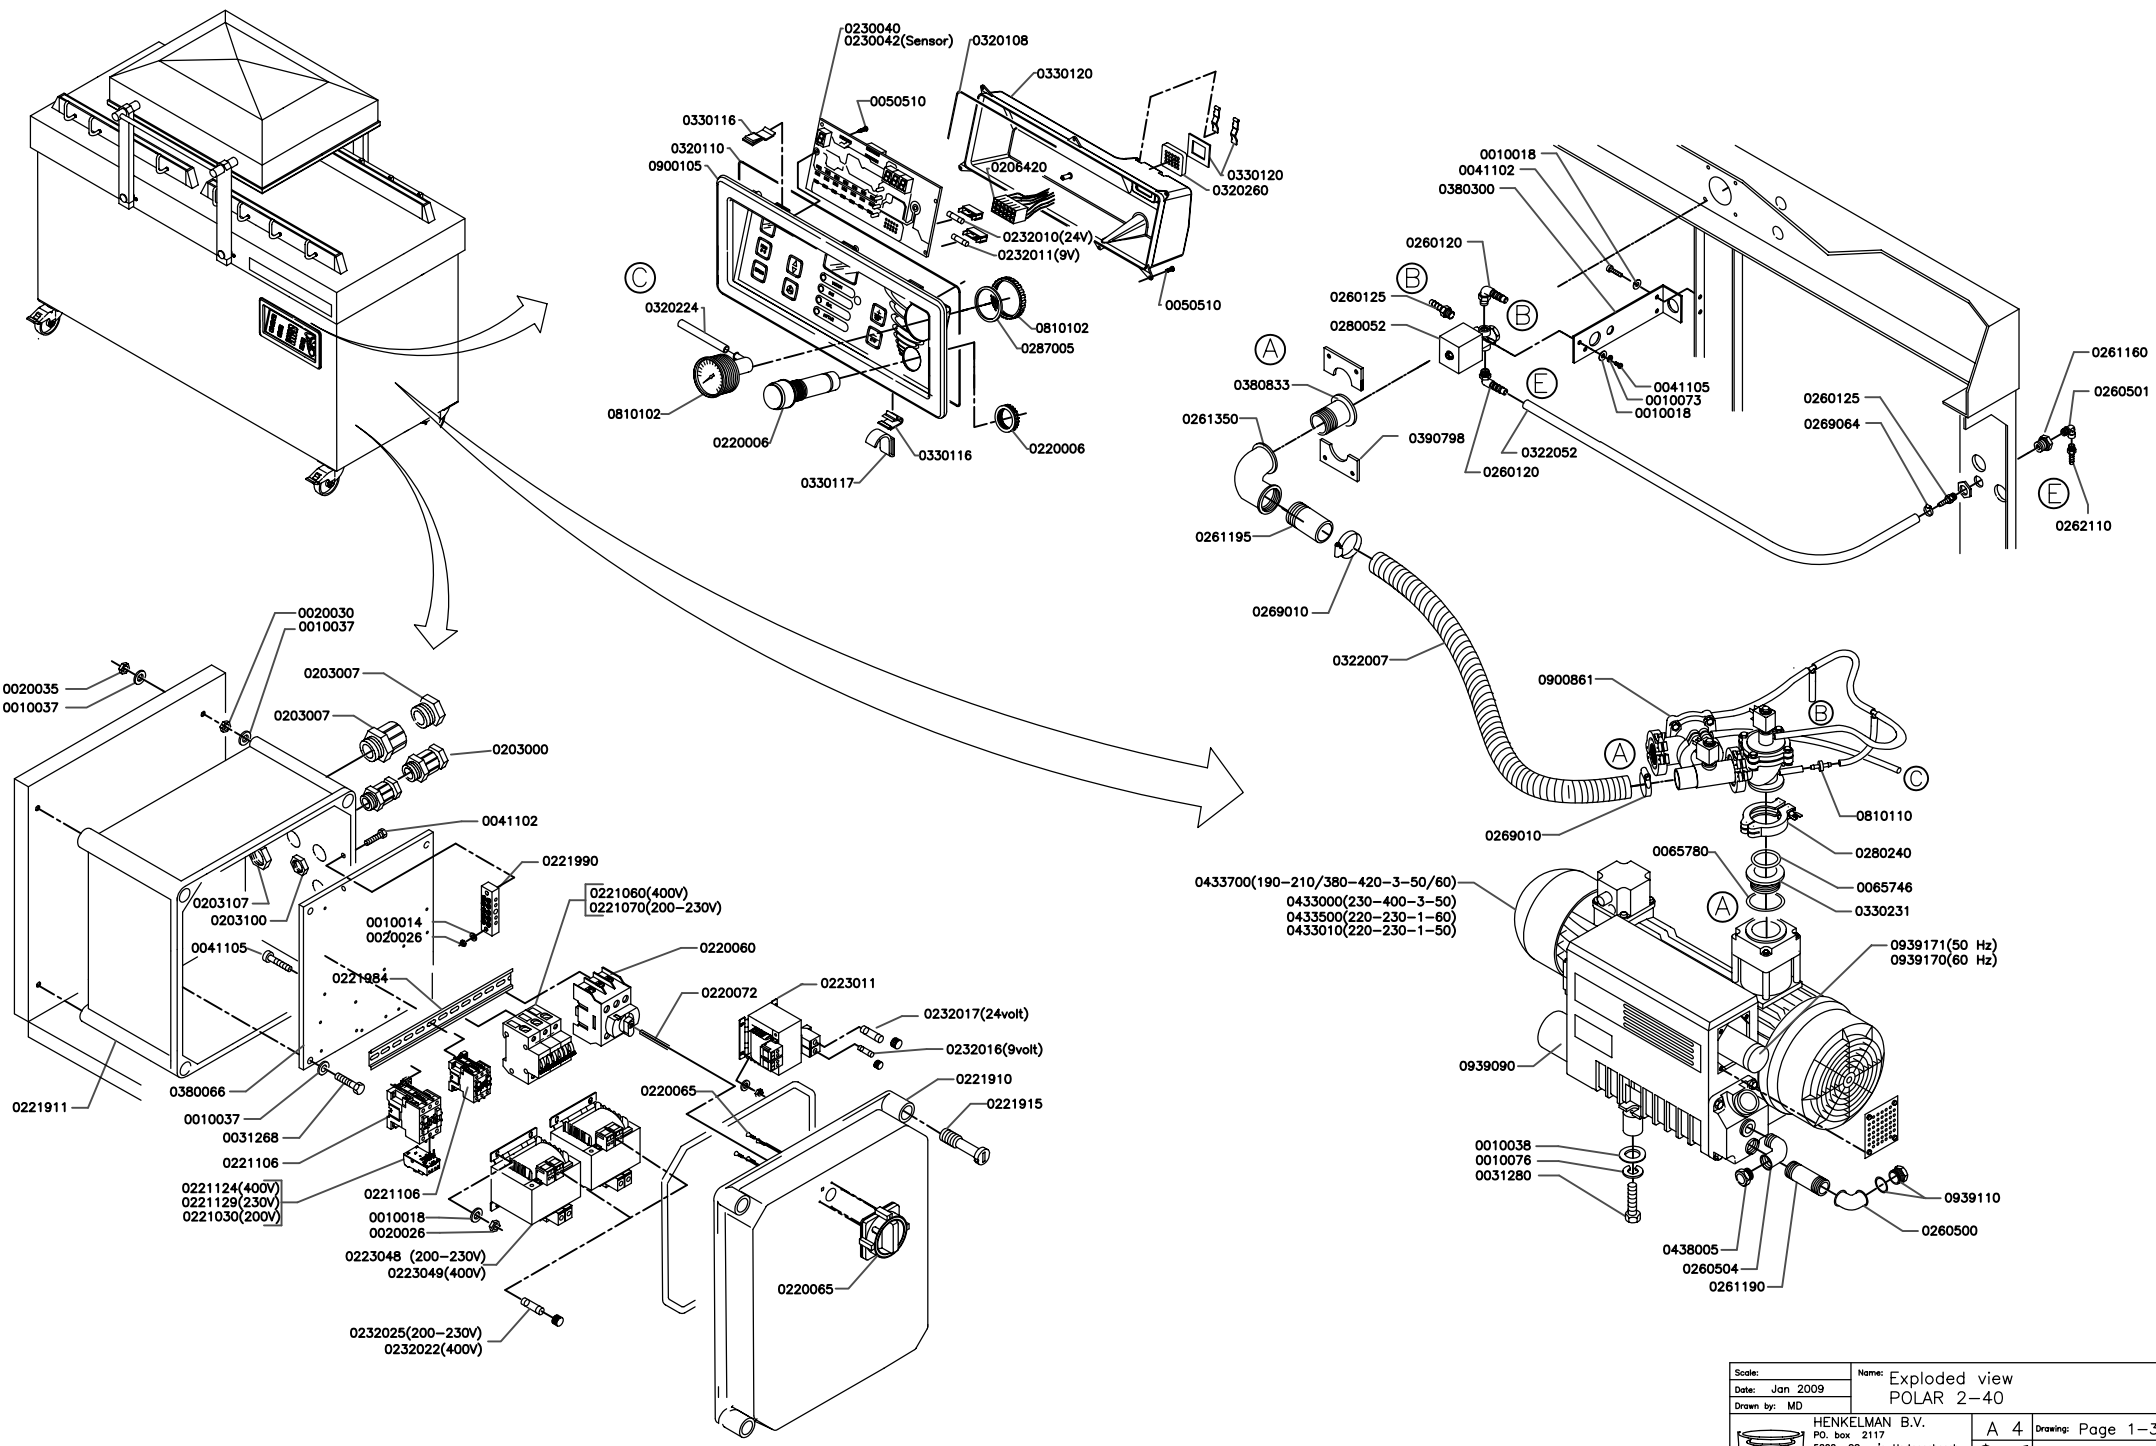 0230040
0230042(Sensor)
0320108
0330120
0050510
0330116
0320110
0900105
0206420
0330120
0320260
0232010(24V)
0232011(9V)
0050510
C
0320224
0810102
0287005
0810102
0220006
0330116
0330117
0220006
0010018
0041102
0380300
0260120
B
0260125
B
0280052
A
0380833
0261350
E
0041105
0010073
0010018
0390798
0322052
0260120
0261195
0269010
0322007
0261160
0260501
0260125
0269064
E
0262110
0020030
0010037
0020035
0010037
0203007
0203007
0203000
0041102
0221990
0221060(400V)
0221070(200-230V)
0203107
0203100
0010014
0020026
0041105
0221984
0220060
0220072
0223011
0232017(24volt)
0232016(9volt)
0221910
0221915
0220065
0380066
0221911
0010037
0031268
0221106
0221124(400V)
0221129(230V)
0221030(200V)
0221106
0010018
0020026
0223048 (200-230V)
0223049(400V)
0220065
0232025(200-230V)
0232022(400V)
0900861
B
A
C
0810110
0269010
0280240
0065780
0065746
0330231
A
0433700(190-210/380-420-3-50/60)
0433000(230-400-3-50)
0433500(220-230-1-60)
0433010(220-230-1-50)
0939171(50 Hz)
0939170(60 Hz)
0939090
0010038
0010076
0031280
0939110
0260500
0438005
0260504
0261190
Scale:
Name: Exploded view
Date: Jan 2009
POLAR 2-40
Drawn by: MD
HENKELMAN B.V.
PO. box 2117
A 4
Drawing: Page 1-3